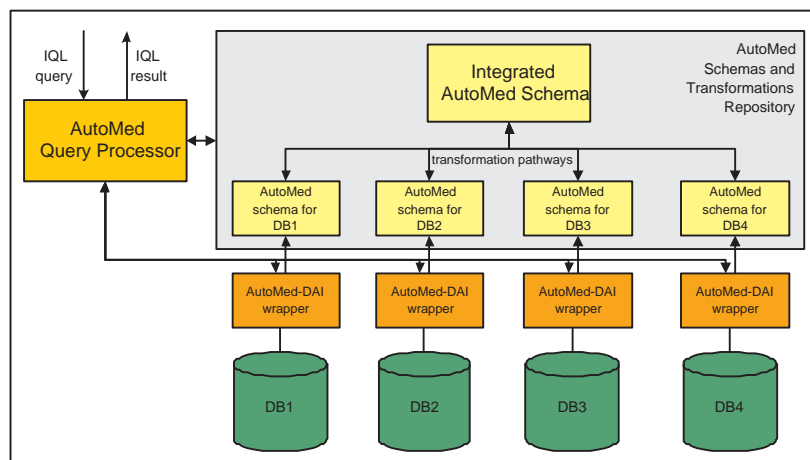 IQL
query
IQL
result
AutoMed
Query Processor
Integrated
AutoMed Schema
AutoMed
Schemas and
Transformations
Repository
transformation pathways
AutoMed
schema for
DB1
AutoMed
schema for
DB2
AutoMed
schema for
DB3
AutoMed
schema for
DB4
AutoMed-DAI
wrapper
AutoMed-DAI
wrapper
AutoMed-DAI
wrapper
AutoMed-DAI
wrapper
DB1
DB2
DB3
DB4